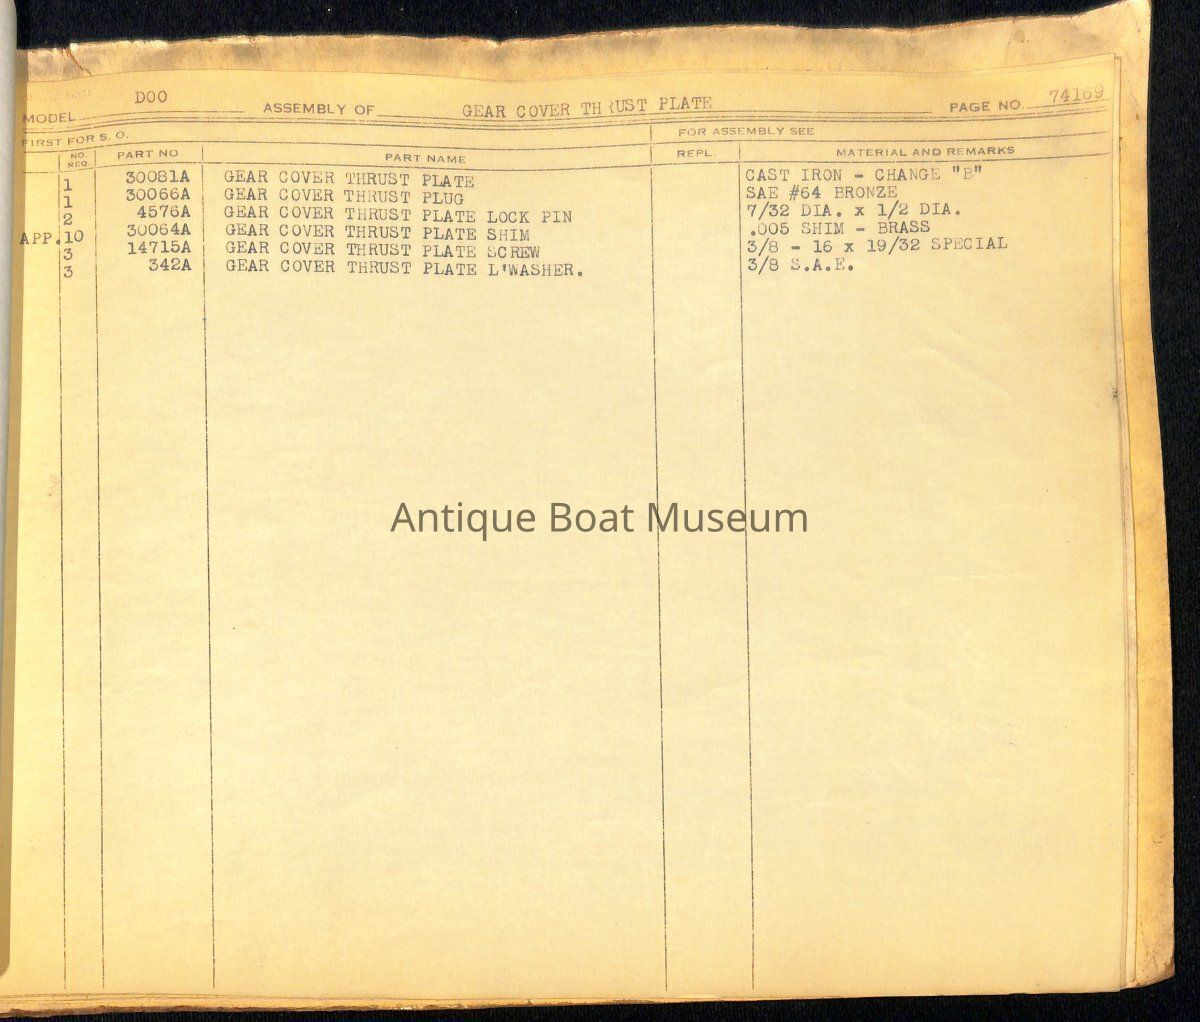 MODEL D00 ASSEMBLY OF GEAR COVER THRUST PLATE PAGE NO. 74169
FIRST FOR S. O. FOR ASSEMBLY SEE
NO. REQ. PART NO PART NAME REPL. MATERIAL AND REMARKS
1 30081A GEAR COVER THRUST PLATE CAST IRON - CHANGE "B"
1 30066A GEAR COVER THRUST PLUG SAE #64 BRONZE
2 4576A GEAR COVER THRUST PLATE LOCK PIN 7/32 DIA. x 1/2 DIA.
APP. 10 30064A GEAR COVER THRUST PLATE SHIM .005 SHIM - BRASS
3 14715A GEAR COVER THRUST PLATE SCREW 3/8 - 16 x 19/32 SPECIAL
3 342A GEAR COVER THRUST PLATE L'WASHER. 3/8 S.A.E.
Antique Boat Museum